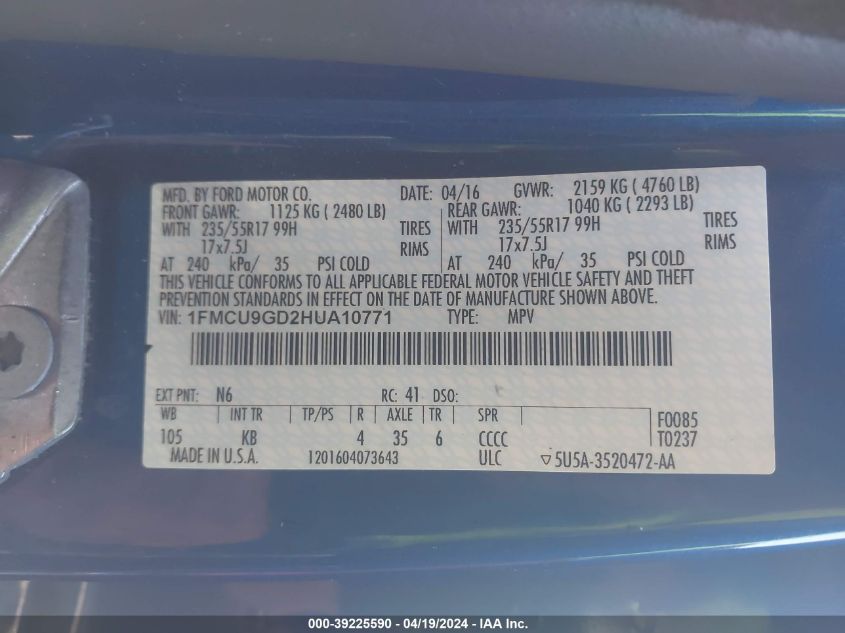 MFD. BY FORD MOTOR CO. DATE: 04/16 GVWR: 2159 KG ( 4760 LB)
FRONT GAWR: 1125 KG ( 2480 LB) REAR GAWR: 1040 KG ( 2293 LB)
WITH 235/55R17 99H TIRES WITH 235/55R17 99H TIRES
17x7.5J RIMS 17x7.5J RIMS
AT 240 kPa/ 35 PSI COLD AT 240 kPa/ 35 PSI COLD
THIS VEHICLE CONFORMS TO ALL APPLICABLE FEDERAL MOTOR VEHICLE SAFETY AND THEFT
PREVENTION STANDARDS IN EFFECT ON THE DATE OF MANUFACTURE SHOWN ABOVE.
VIN: 1FMCU9GD2HUA10771 TYPE: MPV
EXT PNT: N6 RC: 41 DSO:
WB INT TR TP/PS R AXLE TR SPR F0085
105 KB 4 35 6 CCCC T0237
MADE IN U.S.A. 1201604073643 ULC ▽5U5A-3520472-AA
000-39225590 - 04/19/2024 - IAA Inc.